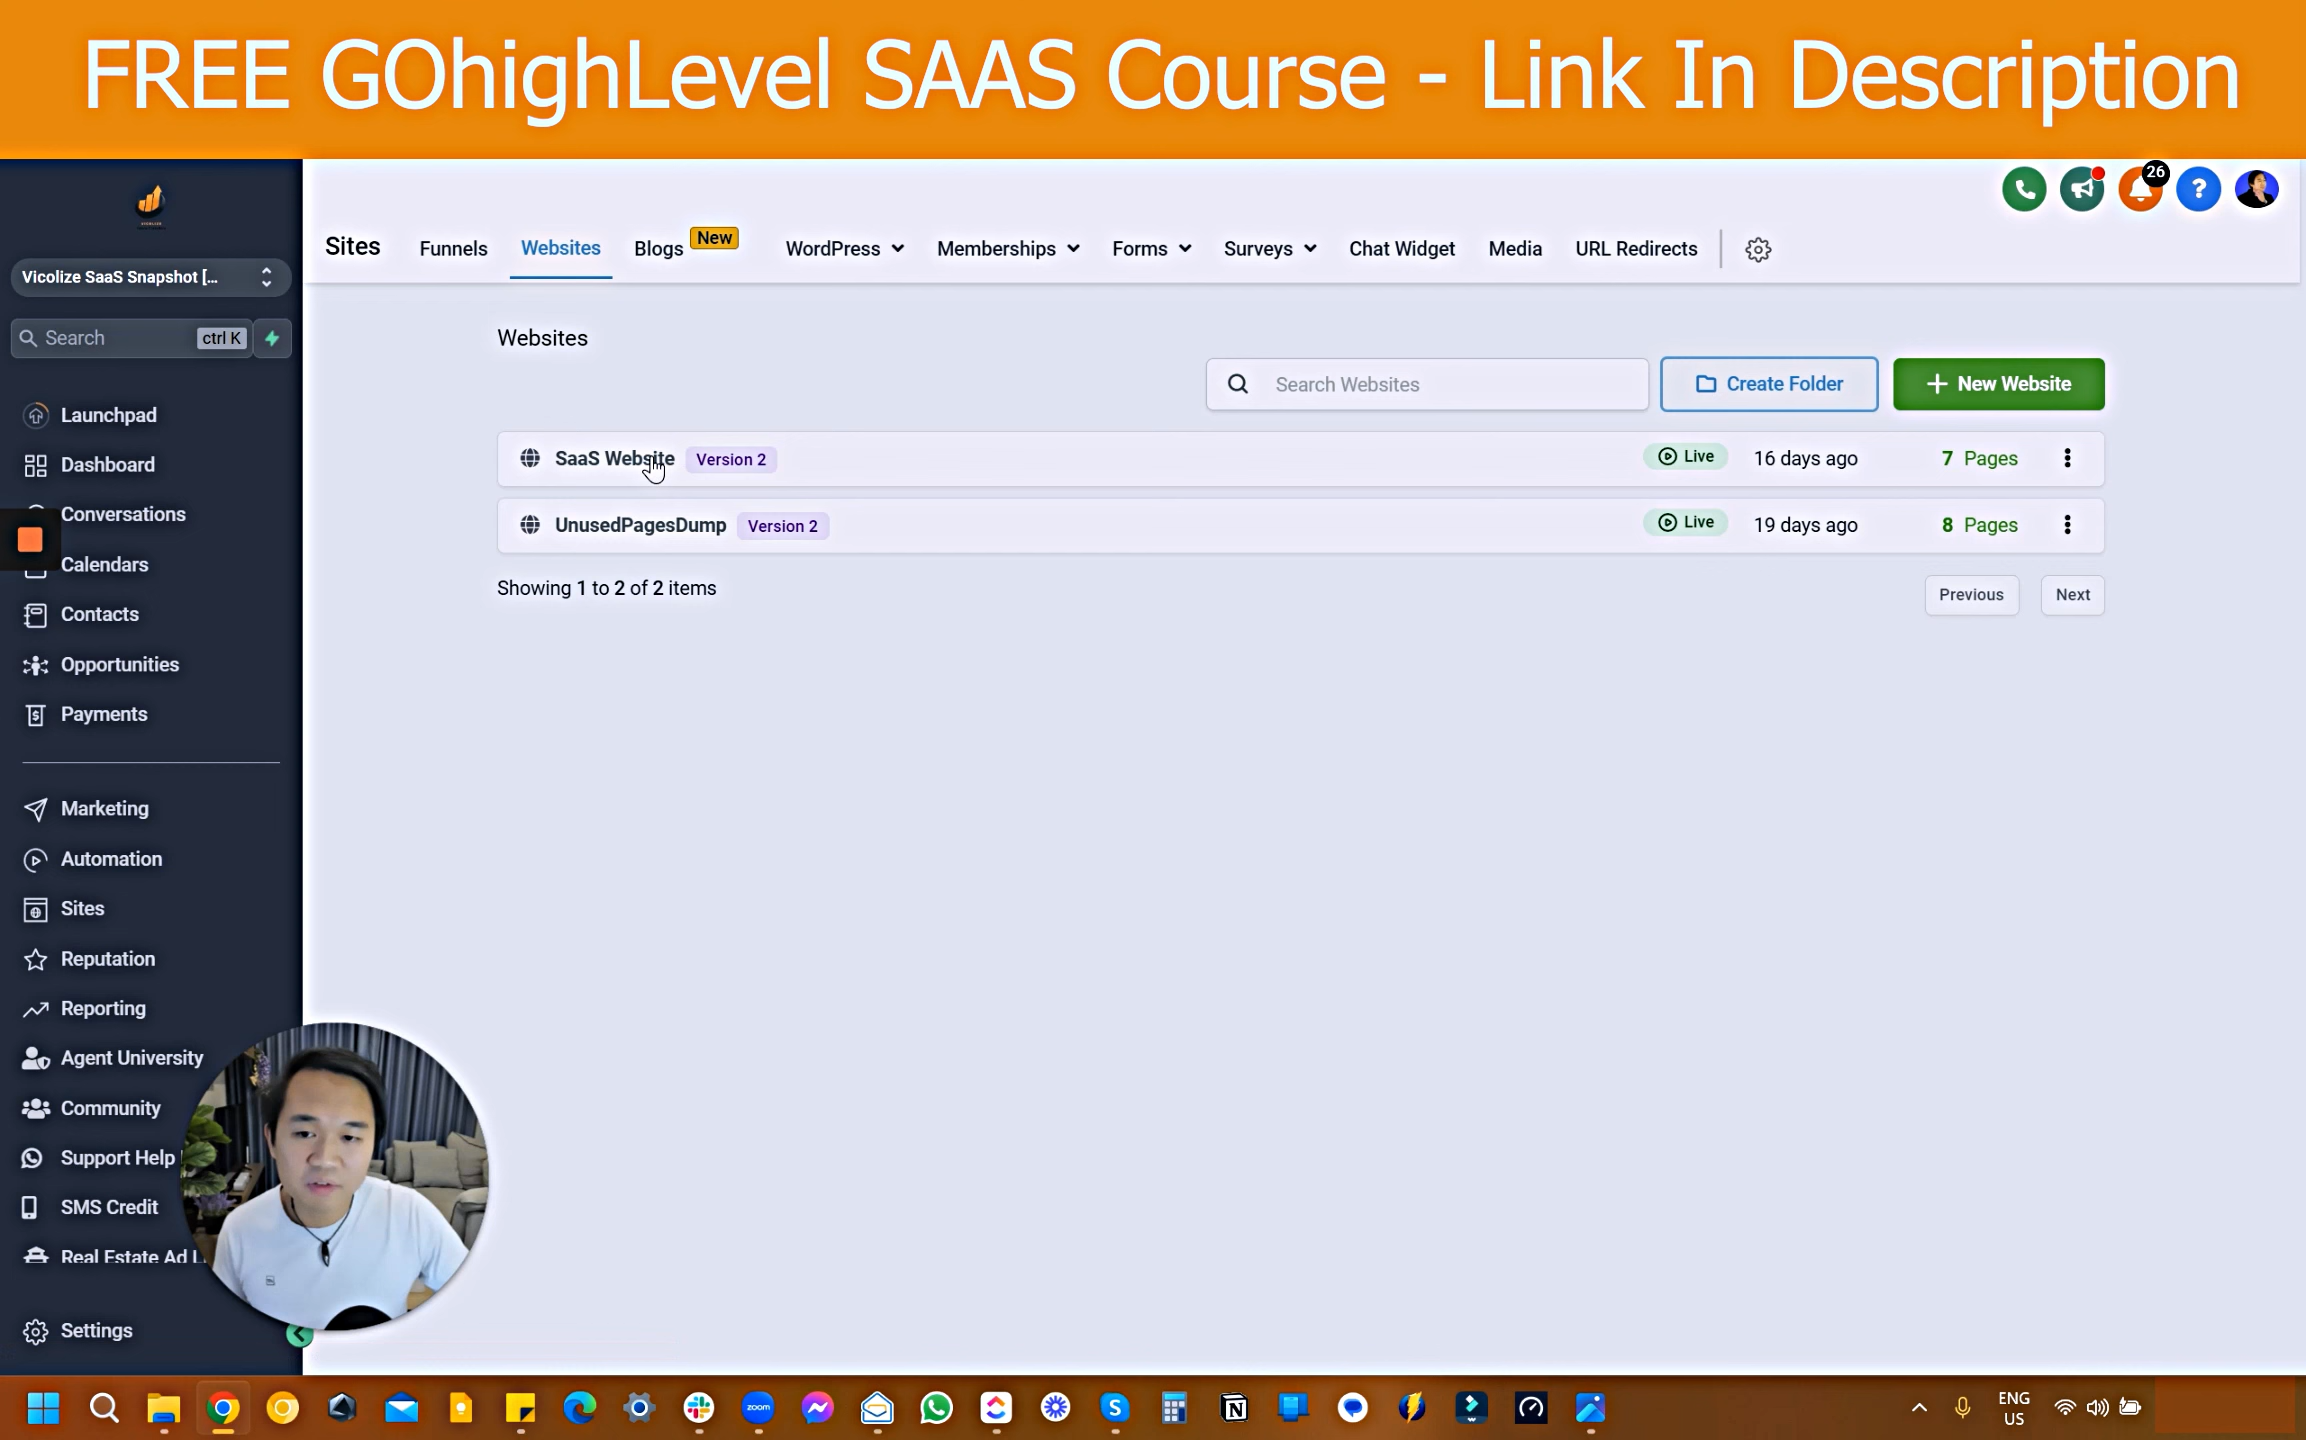 FREE GOhighLevel SAAS Course - Link In Description
26
Sites
Funnels
Websites
Blogs
New
WordPress
Memberships
Forms
Surveys
Chat Widget
Media
URL Redirects
Vicolize SaaS Snapshot [...
Search
ctrl K
Launchpad
Dashboard
Conversations
Calendars
Contacts
Opportunities
Payments
Marketing
Automation
Sites
Reputation
Reporting
Agent University
Community
Support Help
SMS Credit
Real Estate Ad
Settings
Websites
Search Websites
Create Folder
New Website
SaaS Website
Version 2
Live
16 days ago
7 Pages
UnusedPagesDump
Version 2
Live
19 days ago
8 Pages
Showing 1 to 2 of 2 items
Previous
Next
zoom
ENG
US